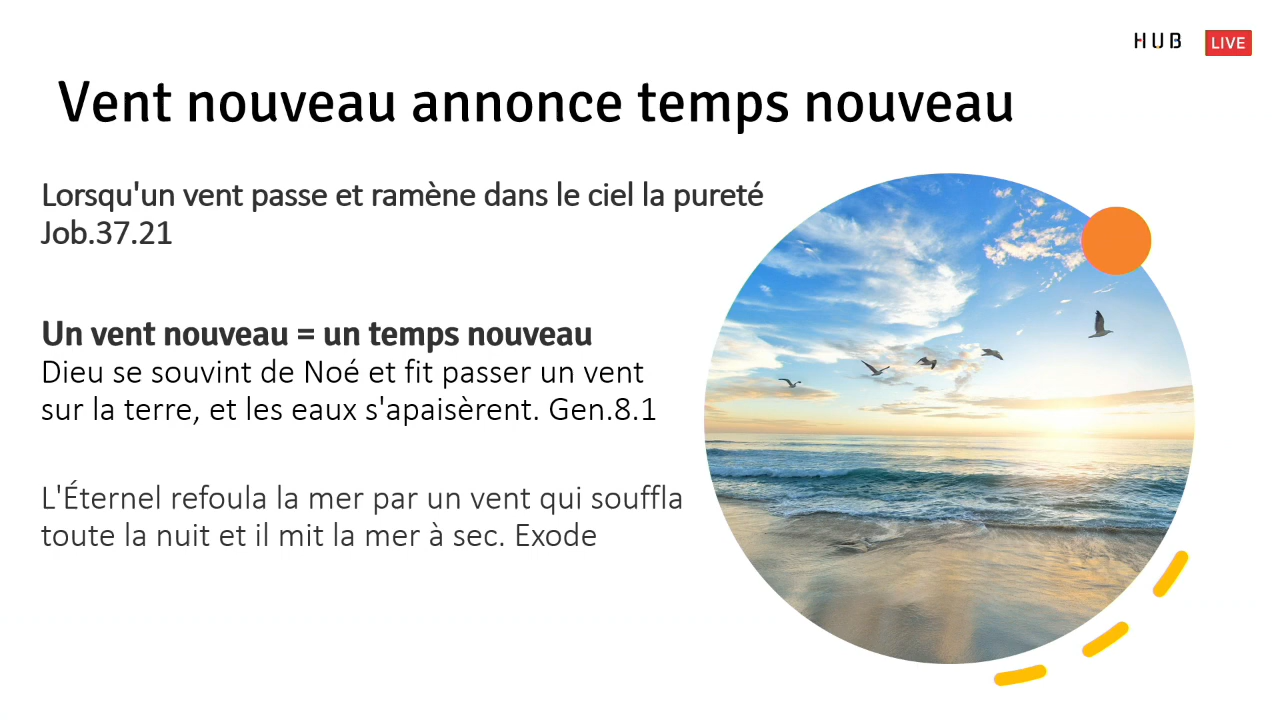 HUB LIVE
Vent nouveau annonce temps nouveau
Lorsqu'un vent passe et ramène dans le ciel la pureté
Job.37.21
Un vent nouveau = un temps nouveau
Dieu se souvint de Noé et fit passer un vent
sur la terre, et les eaux s'apaisèrent. Gen.8.1
L'Éternel refoula la mer par un vent qui souffla
toute la nuit et il mit la mer à sec. Exode